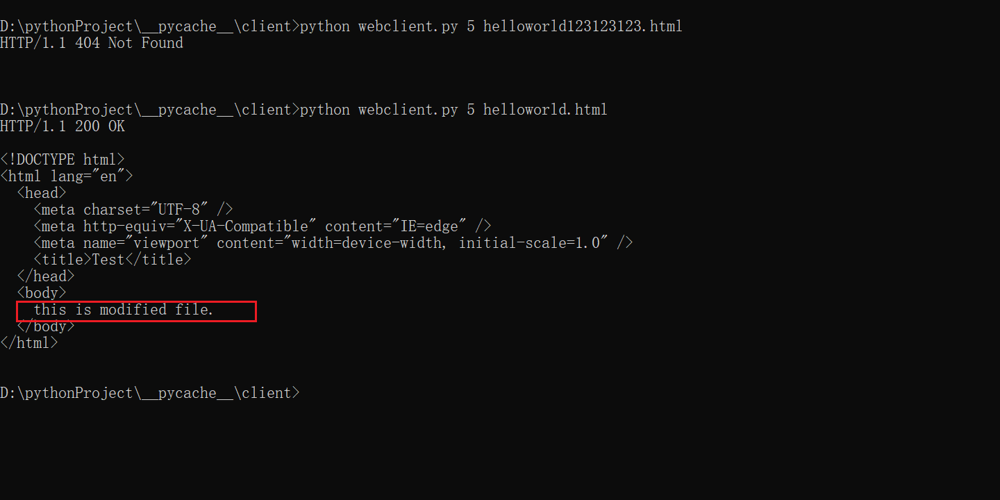 D:\pythonProject\__pycache__\client>python webclient.py 5 helloworld123123123.html
HTTP/1.1 404 Not Found
D:\pythonProject\__pycache__\client>python webclient.py 5 helloworld.html
HTTP/1.1 200 OK
<!DOCTYPE html>
<html lang="en">
  <head>
    <meta charset="UTF-8" />
    <meta http-equiv="X-UA-Compatible" content="IE=edge" />
    <meta name="viewport" content="width=device-width, initial-scale=1.0" />
    <title>Test</title>
  </head>
  <body>
    this is modified file.
  </body>
</html>
D:\pythonProject\__pycache__\client>